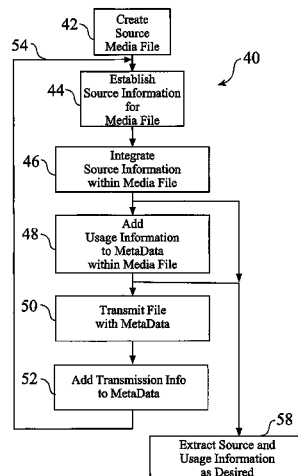 42
Create
Source
Media File
54
40
44
Establish
Source Information
for
Media File
46
Integrate
Source Information
within Media File
48
Add
Usage Information
to MetaData
within Media File
50
Transmit File
with MetaData
52
Add Transmission Info
to MetaData
58
Extract Source and
Usage Information
as Desired